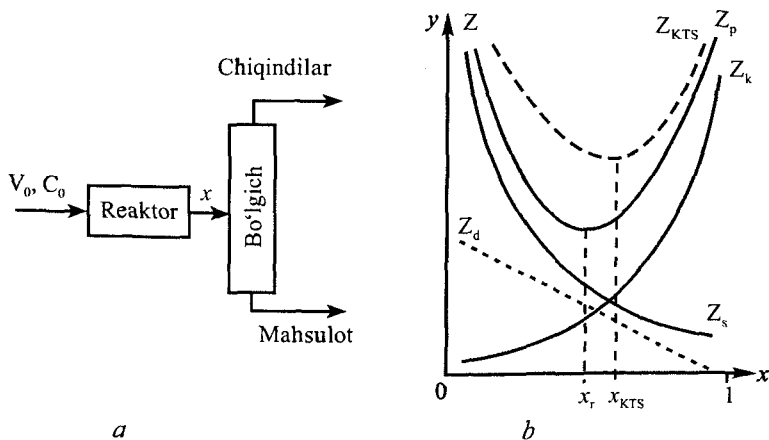 Chiqindilar
V₀, C₀
Reaktor
x
Bo‘lgich
Mahsulot
a
y
Z
Z_KTS
Z_p
Z_k
Z_d
Z_s
0
x_r
x_KTS
1
x
b